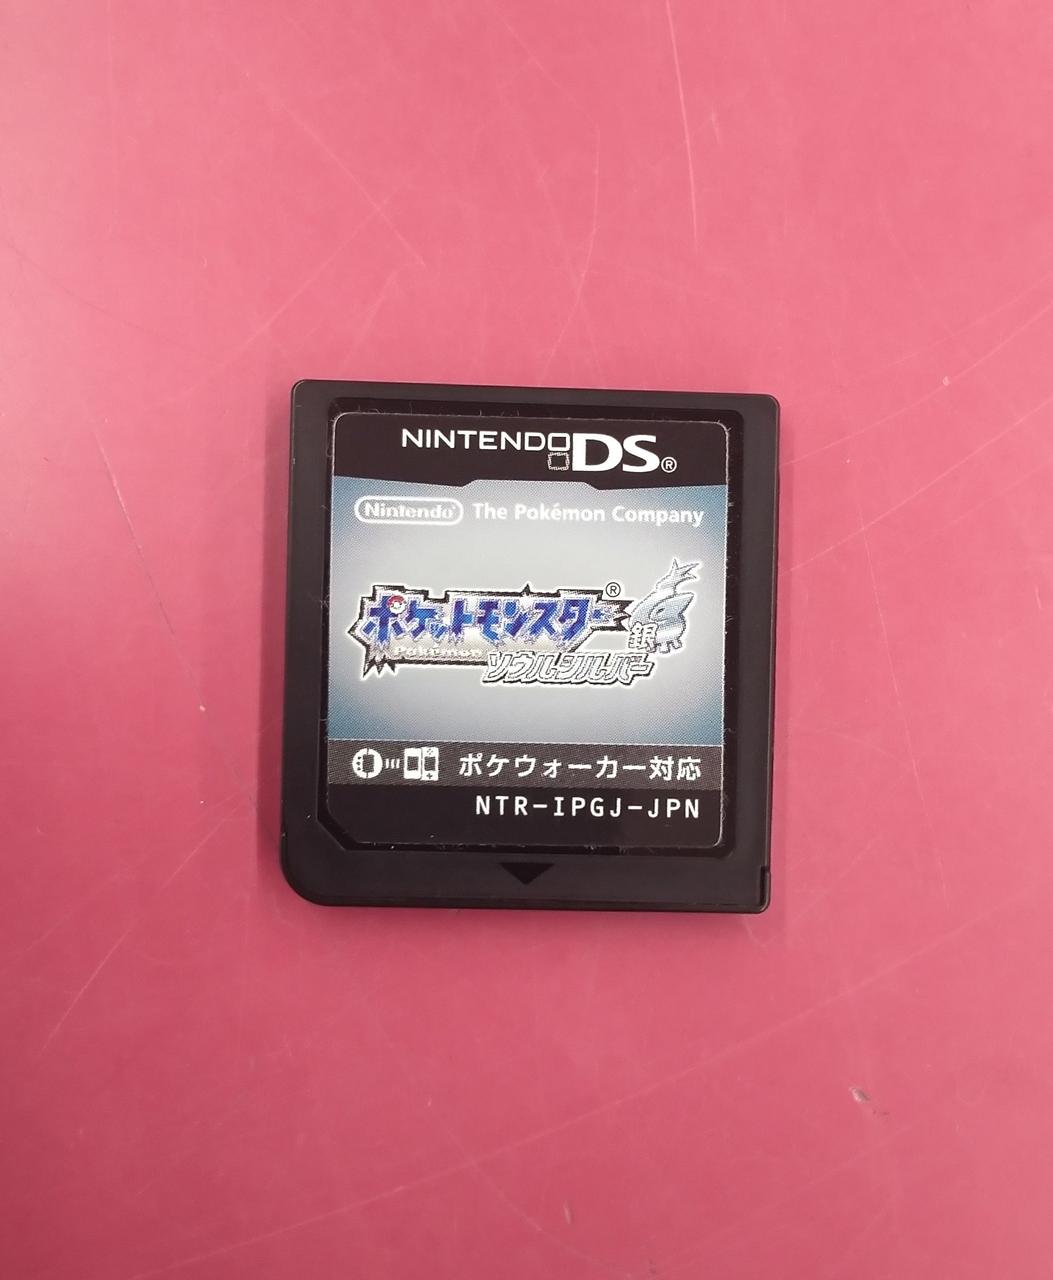 NINTENDO DS®
Nintendo® The Pokémon Company
ポケットモンスター®
Pokémon
銀
ソウルシルバー
ポケウォーカー対応
NTR-IPGJ-JPN